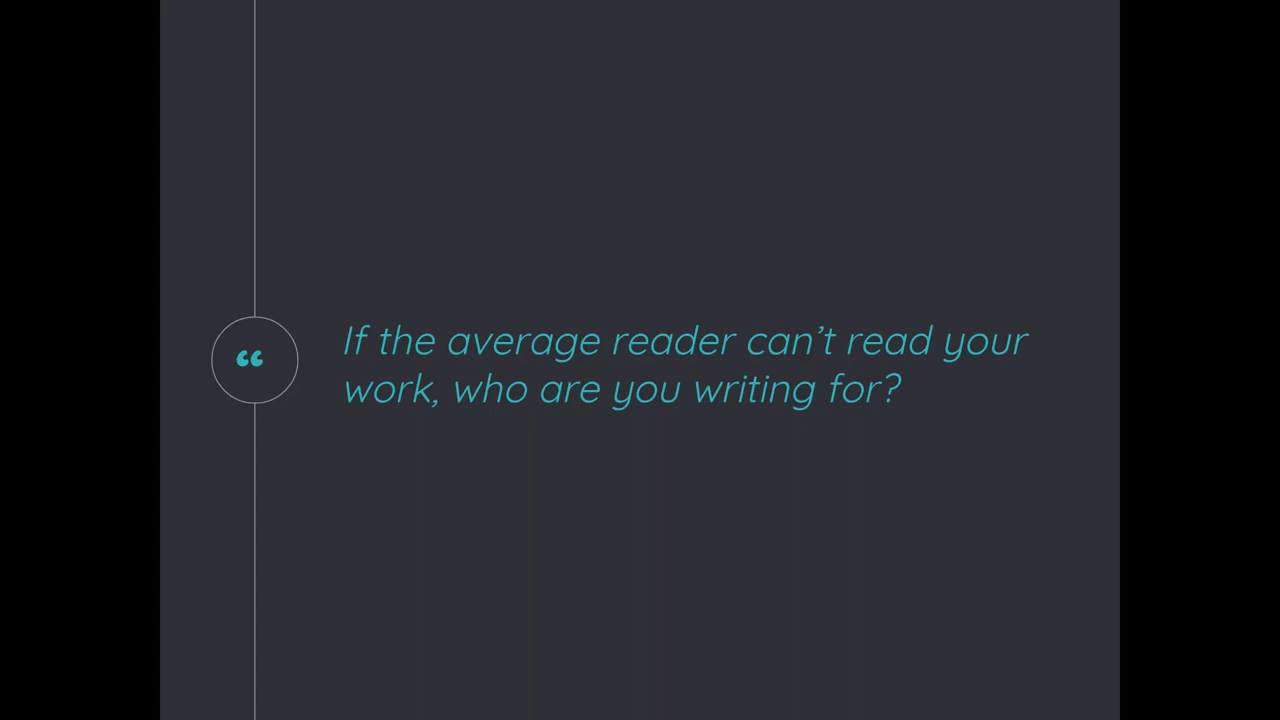 “
If the average reader can’t read your
work, who are you writing for?